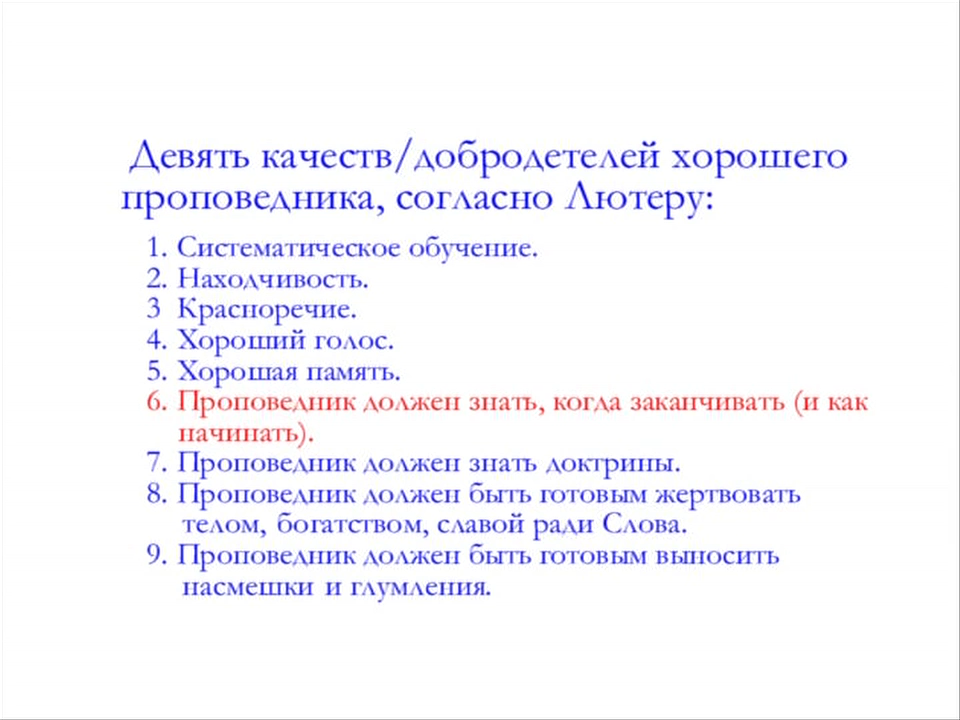 Девять качеств/добродетелей хорошего
проповедника, согласно Лютеру:
1. Систематическое обучение.
2. Находчивость.
3 Красноречие.
4. Хороший голос.
5. Хорошая память.
6. Проповедник должен знать, когда заканчивать (и как
начинать).
7. Проповедник должен знать доктрины.
8. Проповедник должен быть готовым жертвовать
телом, богатством, славой ради Слова.
9. Проповедник должен быть готовым выносить
насмешки и глумления.